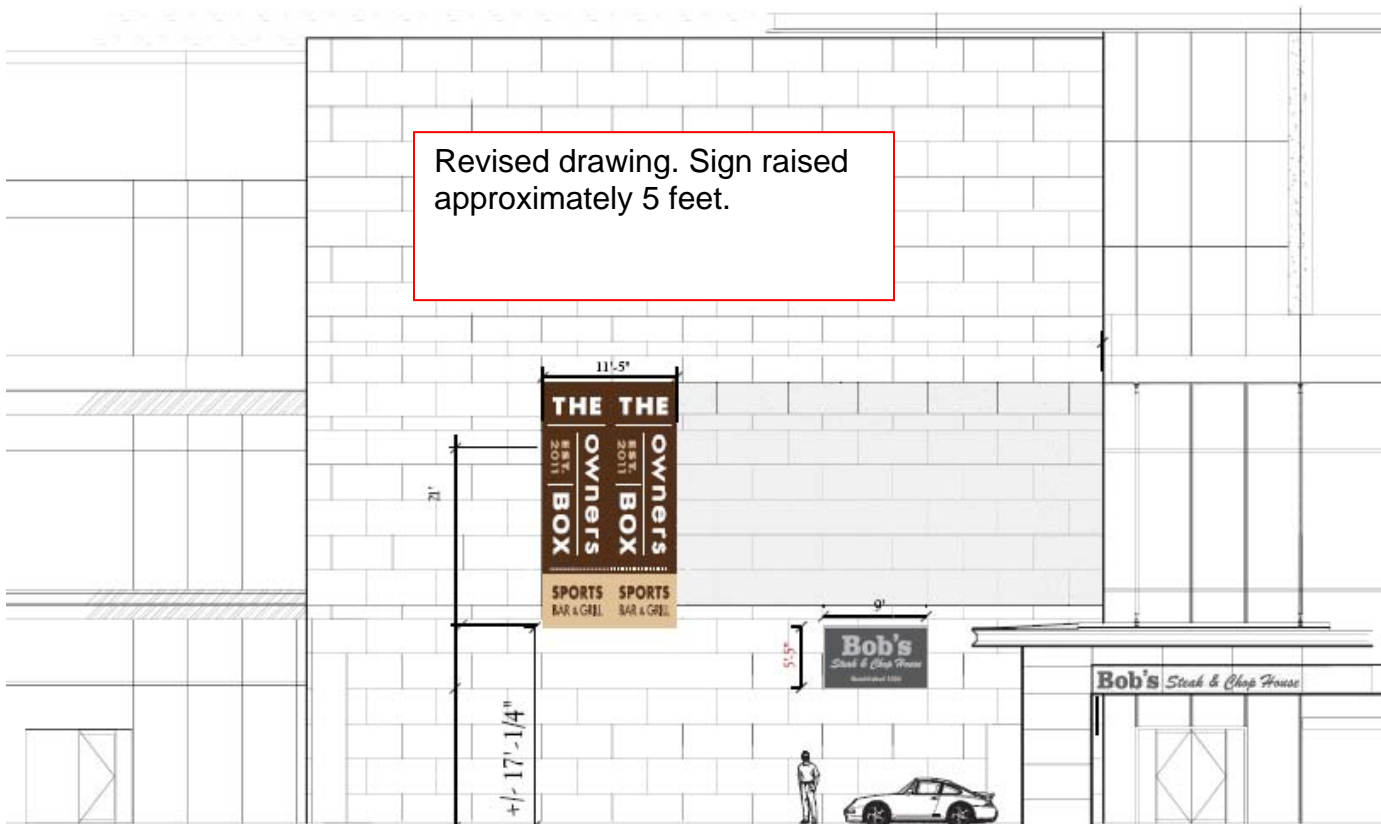 Revised drawing. Sign raised
approximately 5 feet.
11'-5"
THE THE
OWNERS
EST.
2011
BOX
OWNERS
EST.
2011
BOX
21'
SPORTS SPORTS
BAR & GRILL BAR & GRILL
9'
5'-5"
Bob's
Steak & Chop House
Bob's Steak & Chop House
+/- 17'-1/4"